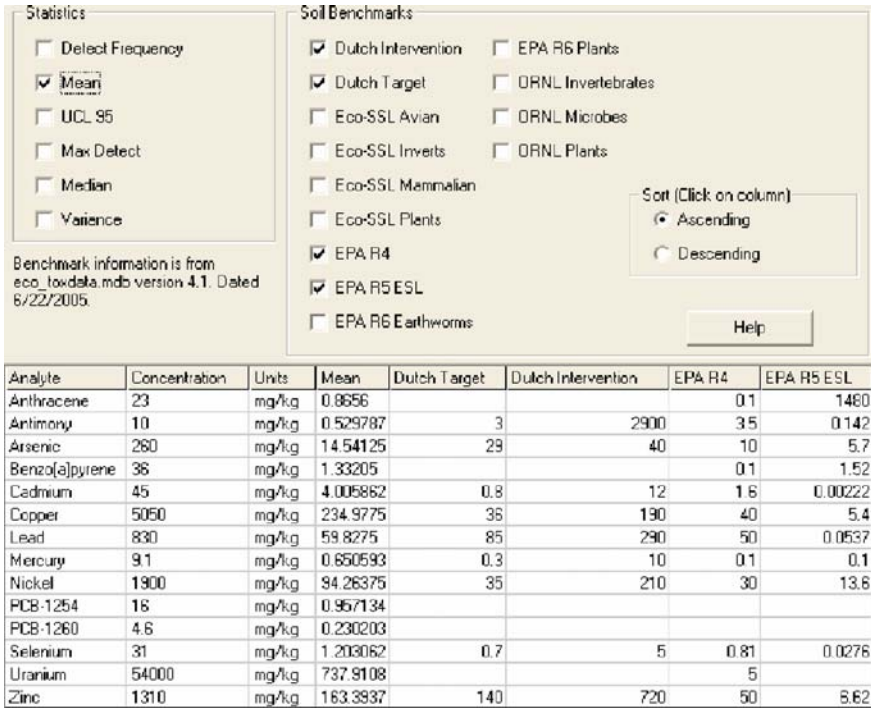 Statistics
Detect Frequency
Mean
UCL 95
Max Detect
Median
Variance
Benchmark information is from
eco_toxdata.mdb version 4.1. Dated
6/22/2005.
Soil Benchmarks
Dutch Intervention
Dutch Target
Eco-SSL Avian
Eco-SSL Inverts
Eco-SSL Mammalian
Eco-SSL Plants
EPA R4
EPA R5 ESL
EPA R6 Earthworms
EPA R6 Plants
ORNL Invertebrates
ORNL Microbes
ORNL Plants
Sort (Click on column)
Ascending
Descending
Help
Analyte Concentration Units Mean Dutch Target Dutch Intervention EPA R4 EPA R5 ESL
Anthracene 23 mg/kg 0.8656 0.1 1480
Antimony 10 mg/kg 0.529787 3 2900 3.5 0.142
Arsenic 260 mg/kg 14.54125 29 40 10 5.7
Benzo[a]pyrene 36 mg/kg 1.33205 0.1 1.52
Cadmium 45 mg/kg 4.005862 0.8 12 1.6 0.00222
Copper 5050 mg/kg 234.9775 36 190 40 5.4
Lead 830 mg/kg 59.8275 85 290 50 0.0537
Mercury 9.1 mg/kg 0.650593 0.3 10 0.1 0.1
Nickel 1900 mg/kg 94.26375 35 210 30 13.6
PCB-1254 16 mg/kg 0.957134
PCB-1260 4.6 mg/kg 0.230203
Selenium 31 mg/kg 1.203062 0.7 5 0.81 0.0276
Uranium 54000 mg/kg 737.9108 5
Zinc 1310 mg/kg 163.3937 140 720 50 6.62